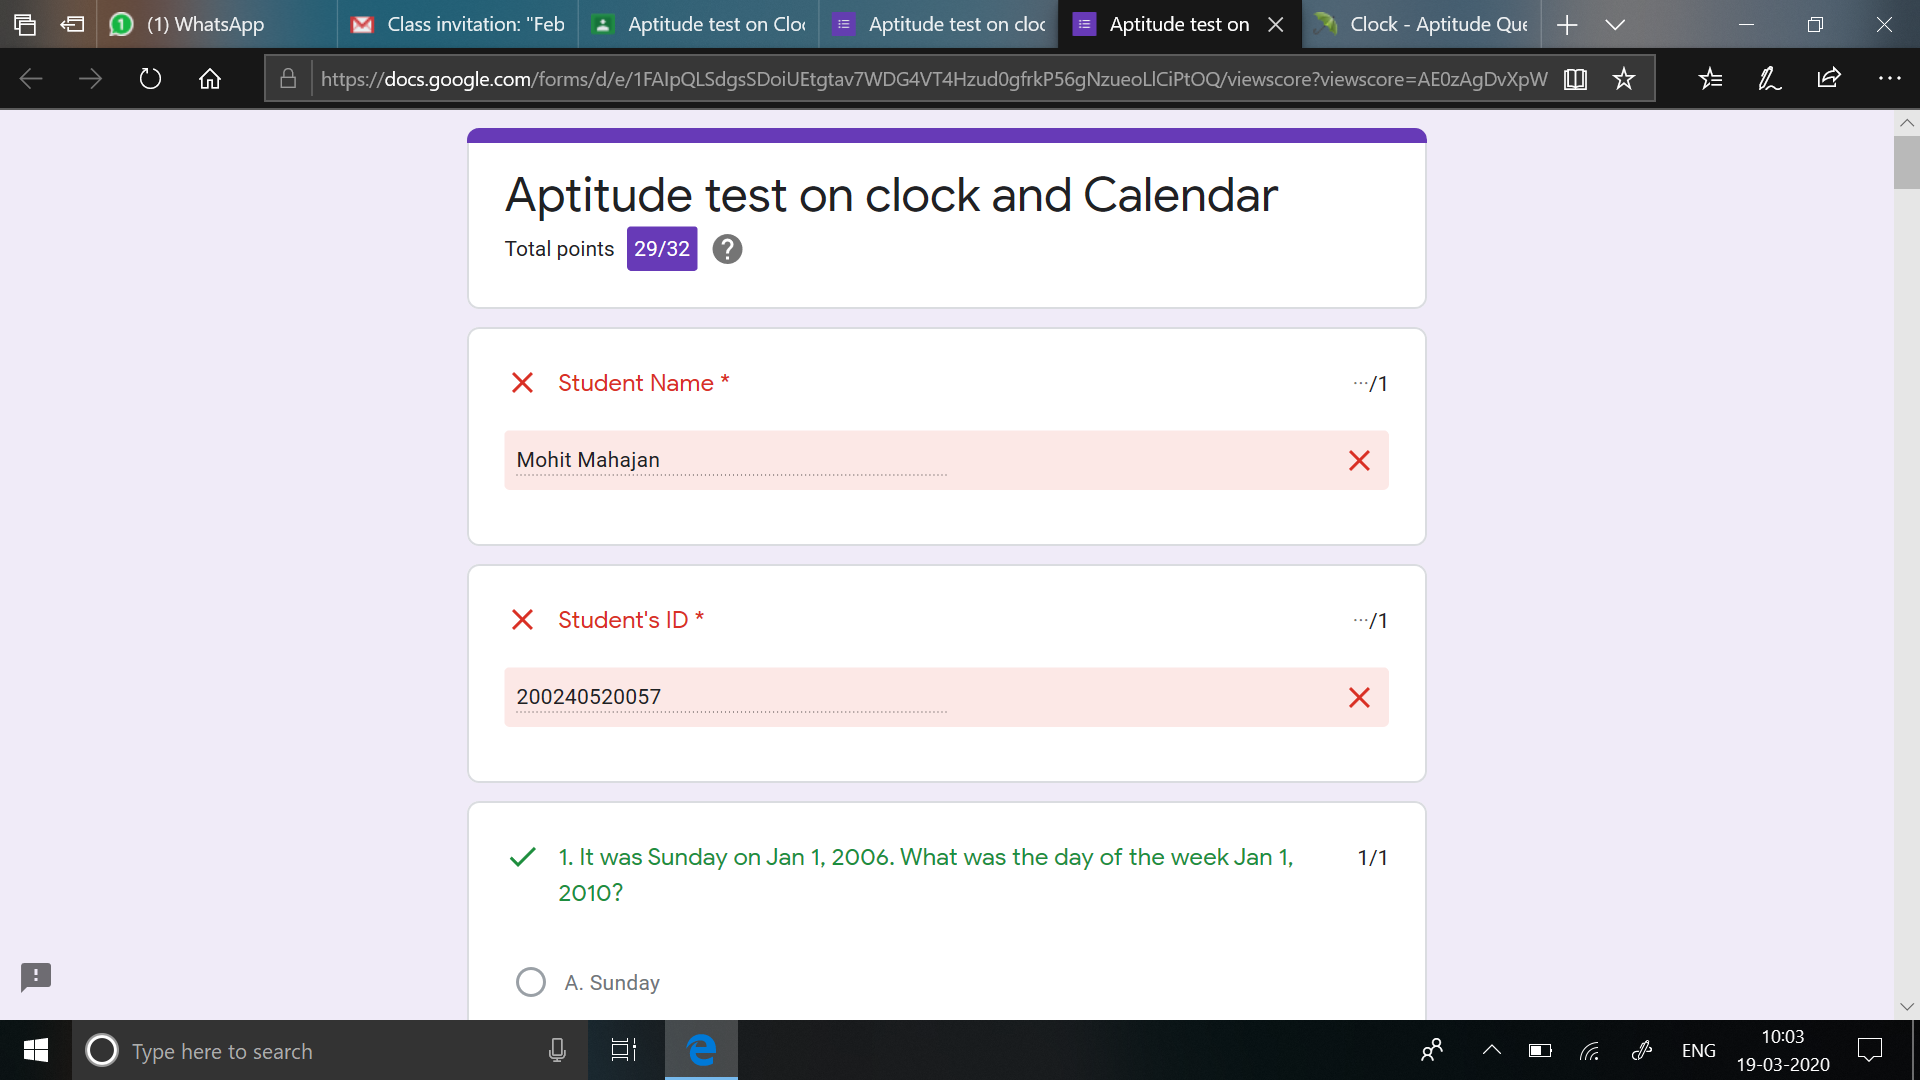 (1) WhatsApp
Class invitation: "Feb
Aptitude test on Cloc
Aptitude test on cloc
Aptitude test on
Clock - Aptitude Que
https://docs.google.com/forms/d/e/1FAIpQLSdgsSDoiUEtgtav7WDG4VT4Hzud0gfrkP56gNzueoLlCiPtOQ/viewscore?viewscore=AE0zAgDvXpW
Aptitude test on clock and Calendar
Total points 29/32
Student Name *
···/1
Mohit Mahajan
Student's ID *
···/1
200240520057
1. It was Sunday on Jan 1, 2006. What was the day of the week Jan 1,
2010?
1/1
A. Sunday
Type here to search
ENG
10:03
19-03-2020